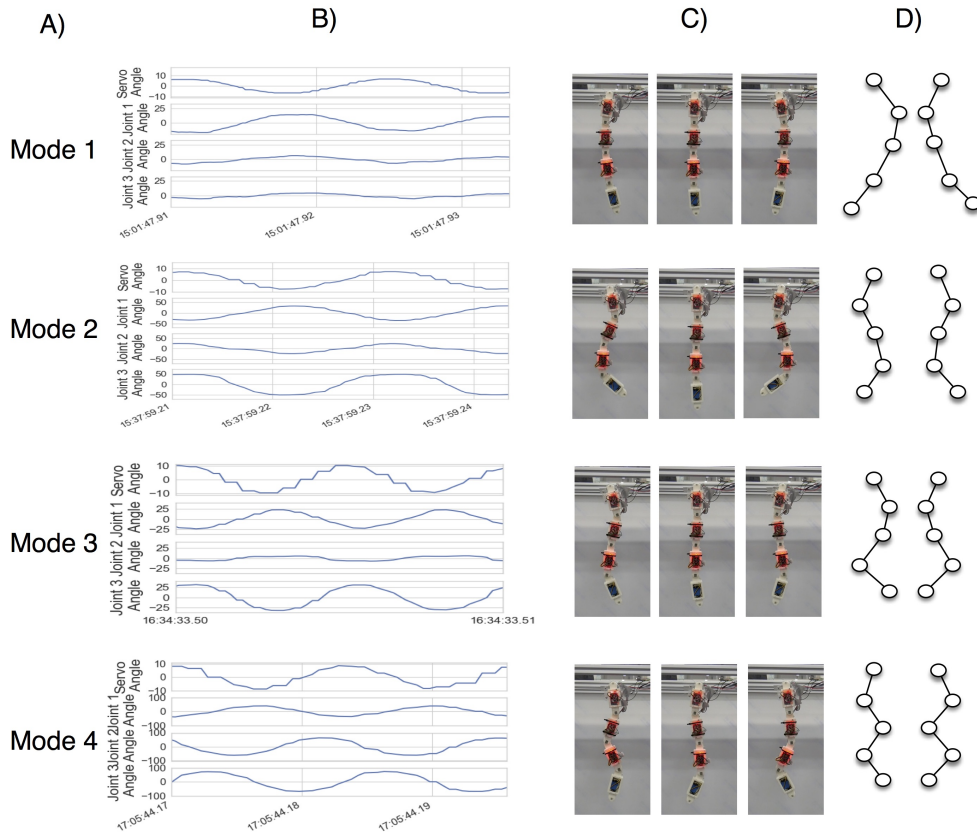 A)
B)
C)
D)
Mode 1
Servo Angle
10
0
−10
Joint 1 Angle
25
0
Joint 2 Angle
25
0
Joint 3 Angle
25
0
15:01:47.91
15:01:47.92
15:01:47.93
Mode 2
Servo Angle
10
0
−10
Joint 1 Angle
50
0
−50
Joint 2 Angle
50
0
−50
Joint 3 Angle
50
0
−50
15:37:59.21
15:37:59.22
15:37:59.23
15:37:59.24
Mode 3
Servo Angle
10
0
−10
Joint 1 Angle
25
0
−25
Joint 2 Angle
25
0
−25
Joint 3 Angle
25
0
−25
16:34:33.50
16:34:33.51
Mode 4
Servo Angle
10
0
−10
Joint 1 Angle
100
0
−100
Joint 2 Angle
100
0
−100
Joint 3 Angle
100
0
−100
17:05:44.17
17:05:44.18
17:05:44.19